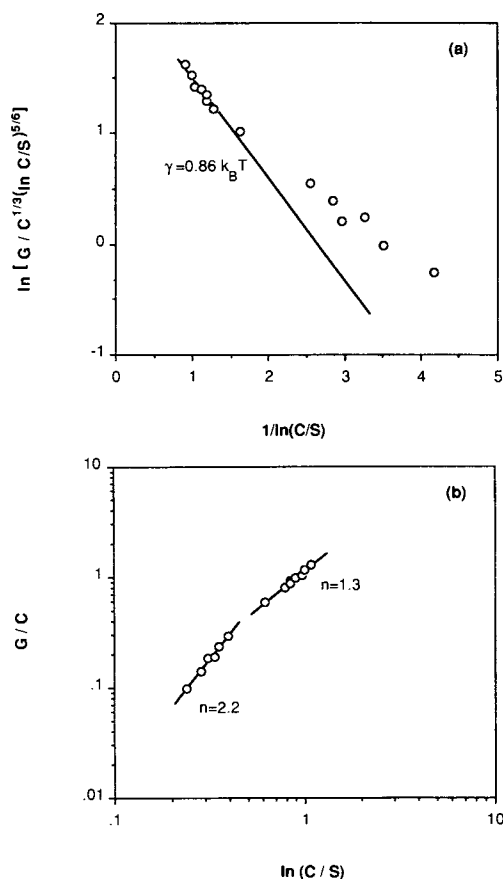 (a)
ln [ G / C^1/3 (ln C/S)^5/6 ]
2
1
0
-1
γ=0.86 k_B T
0
1
2
3
4
5
1/ln(C/S)
(b)
G / C
10
1
.1
.01
n=1.3
n=2.2
.1
1
10
ln (C / S)